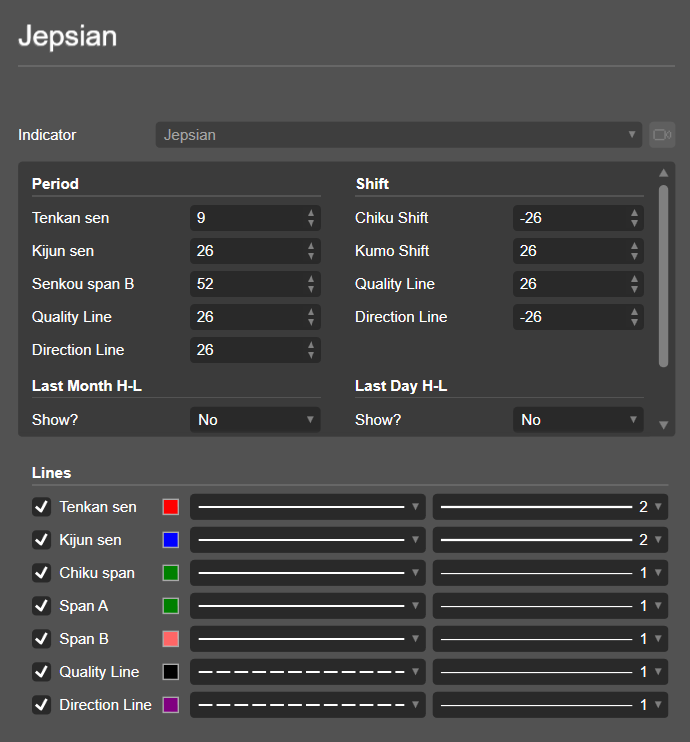 Jepsian
Indicator Jepsian
Period Shift
Tenkan sen 9 Chiku Shift -26
Kijun sen 26 Kumo Shift 26
Senkou span B 52 Quality Line 26
Quality Line 26 Direction Line -26
Direction Line 26
Last Month H-L Last Day H-L
Show? No Show? No
Lines
Tenkan sen 2
Kijun sen 2
Chiku span 1
Span A 1
Span B 1
Quality Line 1
Direction Line 1